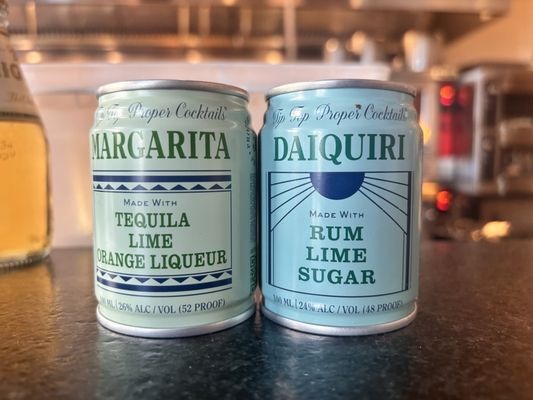 Tip Top Proper Cocktails
MARGARITA
MADE WITH
TEQUILA
LIME
ORANGE LIQUEUR
100 ML | 26% ALC / VOL (52 PROOF)
Tip Top Proper Cocktails
DAIQUIRI
MADE WITH
RUM
LIME
SUGAR
100 ML | 24% ALC / VOL (48 PROOF)